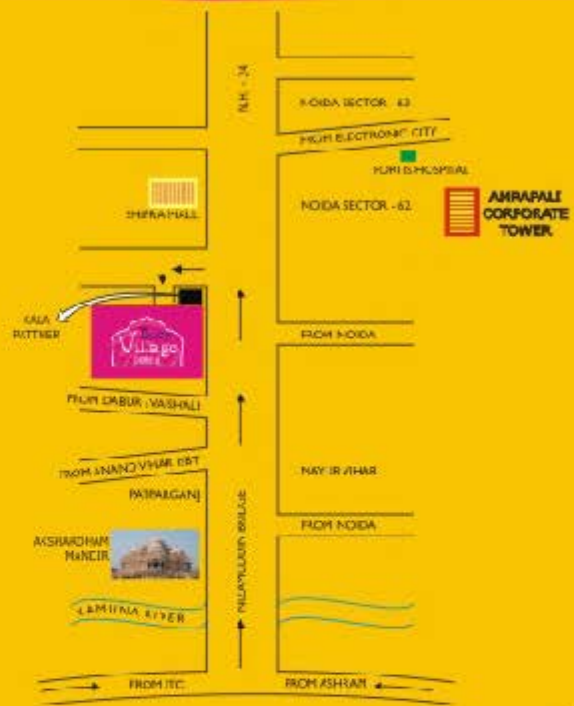 N.H. - 24
NOIDA SECTOR - 63
FROM ELECTRONIC CITY
FORTIS HOSPITAL
SHIPRA MALL
NOIDA SECTOR - 62
AMRAPALI
CORPORATE
TOWER
KALA
PATTHER
Village
FROM NOIDA
FROM DABUR : VAISHALI
FROM ANAND VIHAR
MAYUR VIHAR
PATPARGANJ
NIZAMUDDIN BRIDGE
FROM NOIDA
AKSHARDHAM
MANDIR
YAMUNA RIVER
FROM ITO
FROM ASHRAM